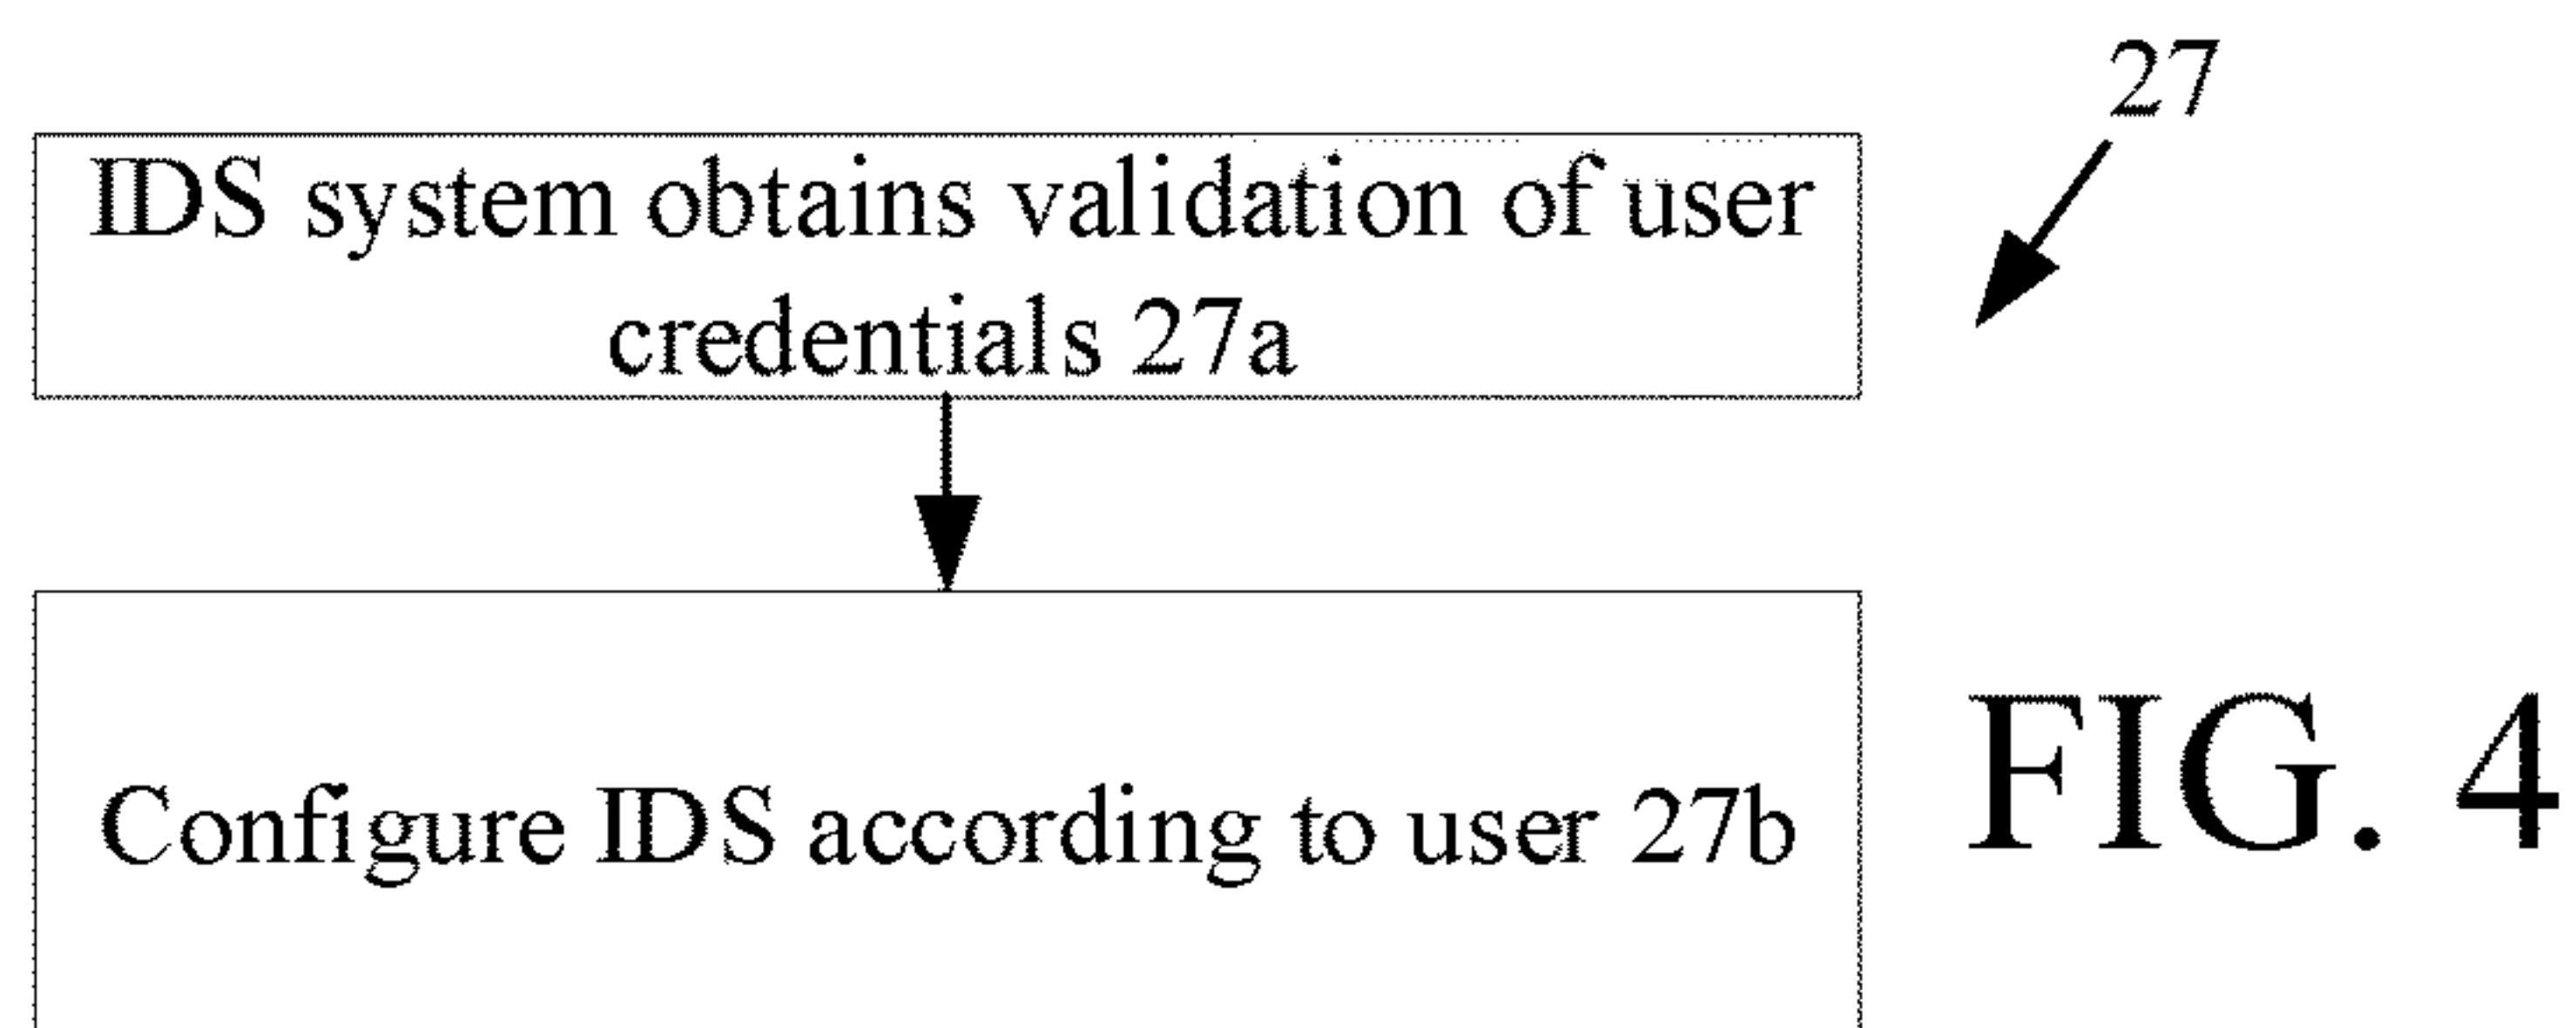 27
IDS system obtains validation of user
credentials 27a
Configure IDS according to user 27b
FIG. 4